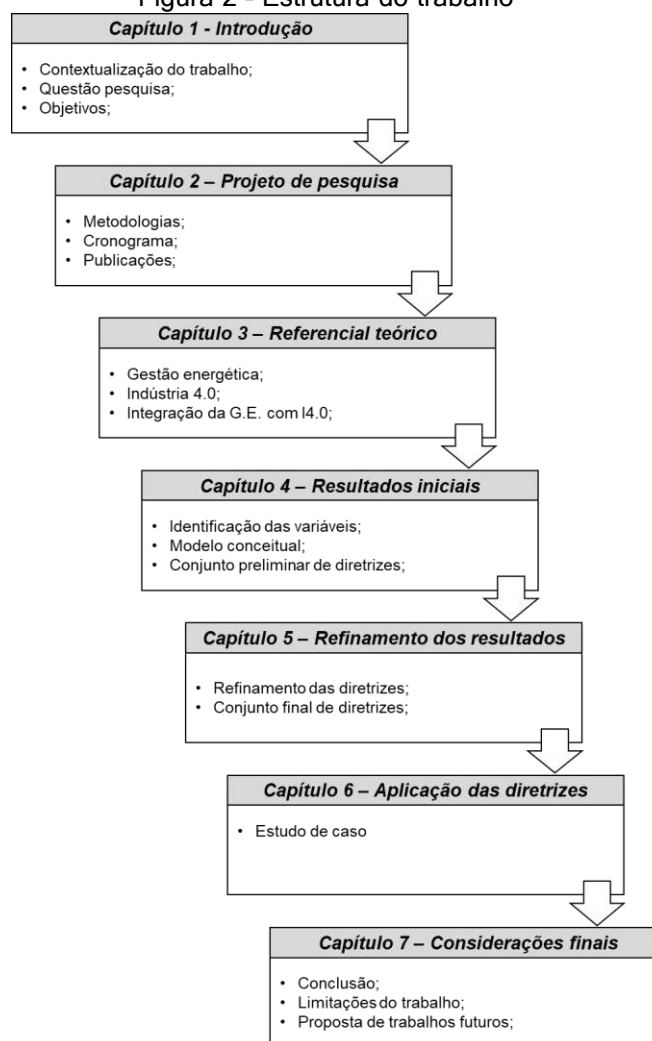 Figura 2 - Estrutura do trabalho
Capítulo 1 - Introdução
• Contextualização do trabalho;
• Questão pesquisa;
• Objetivos;
Capítulo 2 – Projeto de pesquisa
• Metodologias;
• Cronograma;
• Publicações;
Capítulo 3 – Referencial teórico
• Gestão energética;
• Indústria 4.0;
• Integração da G.E. com I4.0;
Capítulo 4 – Resultados iniciais
• Identificação das variáveis;
• Modelo conceitual;
• Conjunto preliminar de diretrizes;
Capítulo 5 – Refinamento dos resultados
• Refinamento das diretrizes;
• Conjunto final de diretrizes;
Capítulo 6 – Aplicação das diretrizes
• Estudo de caso
Capítulo 7 – Considerações finais
• Conclusão;
• Limitações do trabalho;
• Proposta de trabalhos futuros;